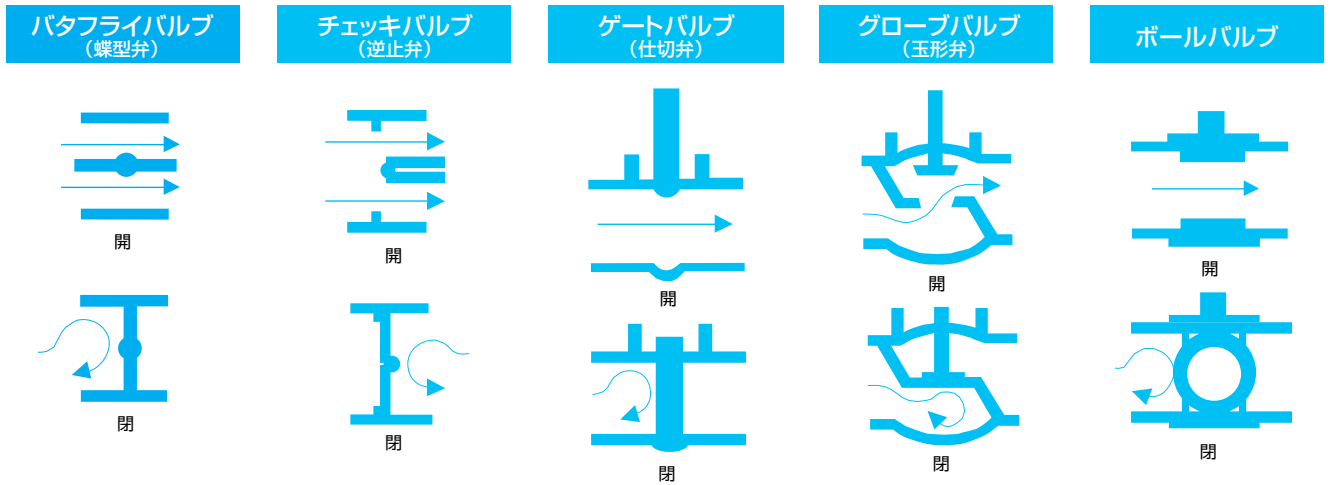 バタフライバルブ
（蝶型弁）
チェッキバルブ
（逆止弁）
ゲートバルブ
（仕切弁）
グローブバルブ
（玉形弁）
ボールバルブ
開
開
開
開
開
閉
閉
閉
閉
閉